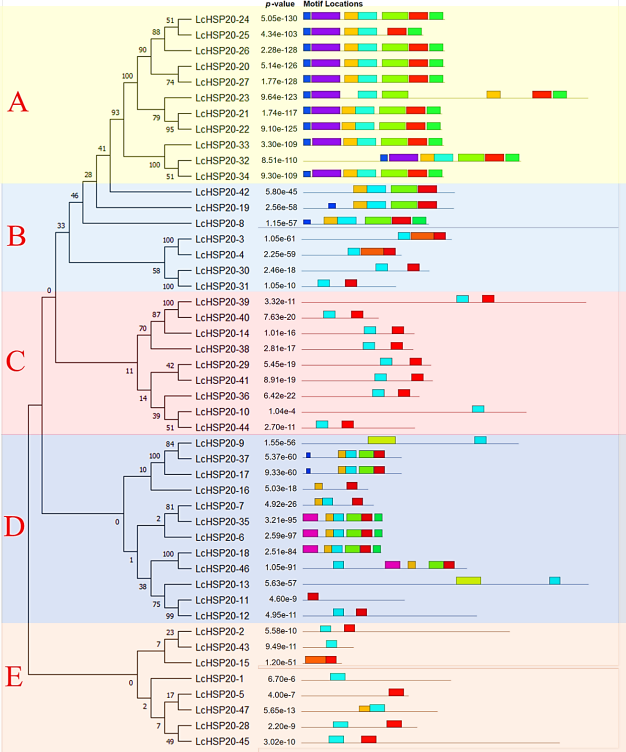 p-value Motif Locations
LcHSP20-24 5.05e-130
LcHSP20-25 4.34e-103
LcHSP20-26 2.28e-128
LcHSP20-20 5.14e-126
LcHSP20-27 1.77e-128
LcHSP20-23 9.64e-123
LcHSP20-21 1.74e-117
LcHSP20-22 9.10e-125
LcHSP20-33 3.30e-109
LcHSP20-32 8.51e-110
LcHSP20-34 9.30e-109
LcHSP20-42 5.80e-45
LcHSP20-19 2.56e-58
LcHSP20-8 1.15e-57
LcHSP20-3 1.05e-61
LcHSP20-4 2.25e-59
LcHSP20-30 2.46e-18
LcHSP20-31 1.05e-10
LcHSP20-39 3.32e-11
LcHSP20-40 7.63e-20
LcHSP20-14 1.01e-16
LcHSP20-38 2.81e-17
LcHSP20-29 5.45e-19
LcHSP20-41 8.91e-19
LcHSP20-36 6.42e-22
LcHSP20-10 1.04e-4
LcHSP20-44 2.70e-11
LcHSP20-9 1.55e-56
LcHSP20-37 5.37e-60
LcHSP20-17 9.33e-60
LcHSP20-16 5.03e-18
LcHSP20-7 4.92e-26
LcHSP20-35 3.21e-95
LcHSP20-6 2.59e-97
LcHSP20-18 2.51e-84
LcHSP20-46 1.05e-91
LcHSP20-13 5.63e-57
LcHSP20-11 4.60e-9
LcHSP20-12 4.95e-11
LcHSP20-2 5.58e-10
LcHSP20-43 9.49e-11
LcHSP20-15 1.20e-51
LcHSP20-1 6.70e-6
LcHSP20-5 4.00e-7
LcHSP20-47 5.65e-13
LcHSP20-28 2.20e-9
LcHSP20-45 3.02e-10
A
B
C
D
E
51
88
90
74
100
79
95
93
100
51
41
28
46
33
100
58
100
0
100
87
70
11
42
14
39
51
84
100
10
0
81
2
1
100
38
75
99
23
7
0
17
2
49